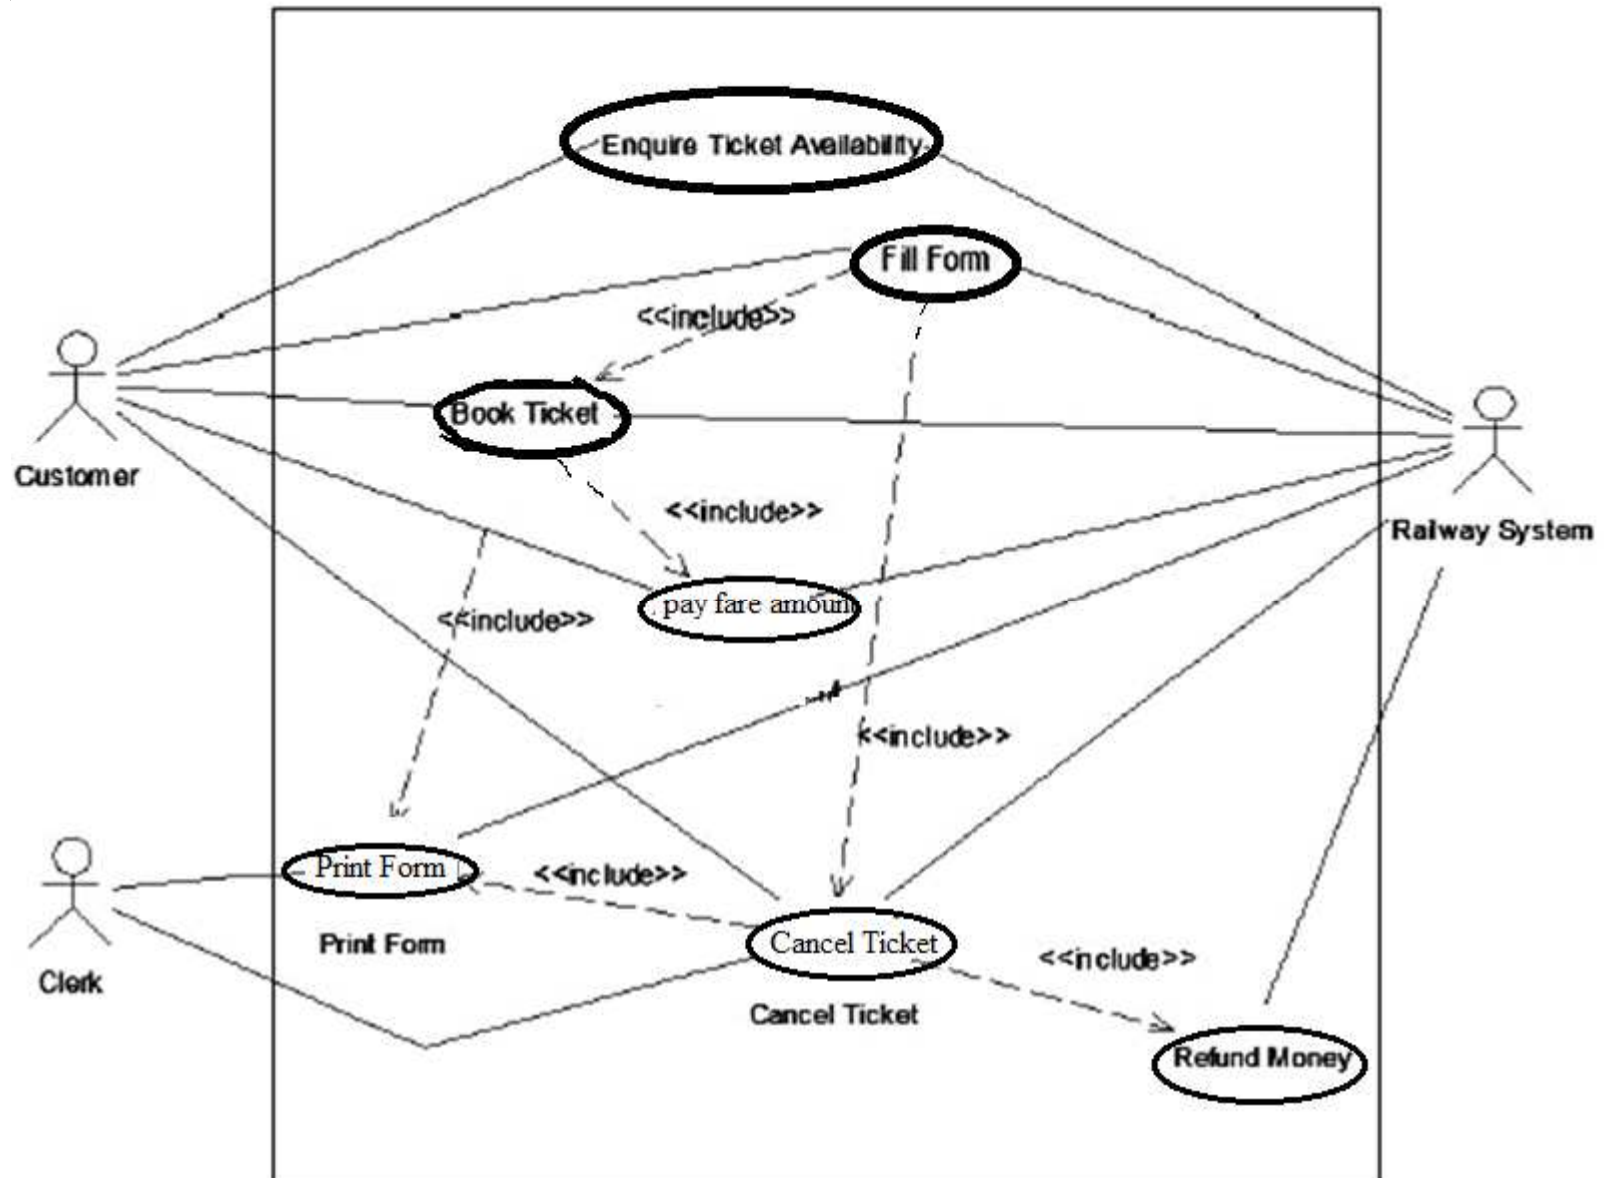 Enquire Ticket Availability
Fill Form
<<include>>
Book Ticket
Customer
<<include>>
Railway System
pay fare amoun
<<include>>
<<include>>
Print Form
<<include>>
Print Form
Cancel Ticket
<<include>>
Clerk
Cancel Ticket
Refund Money